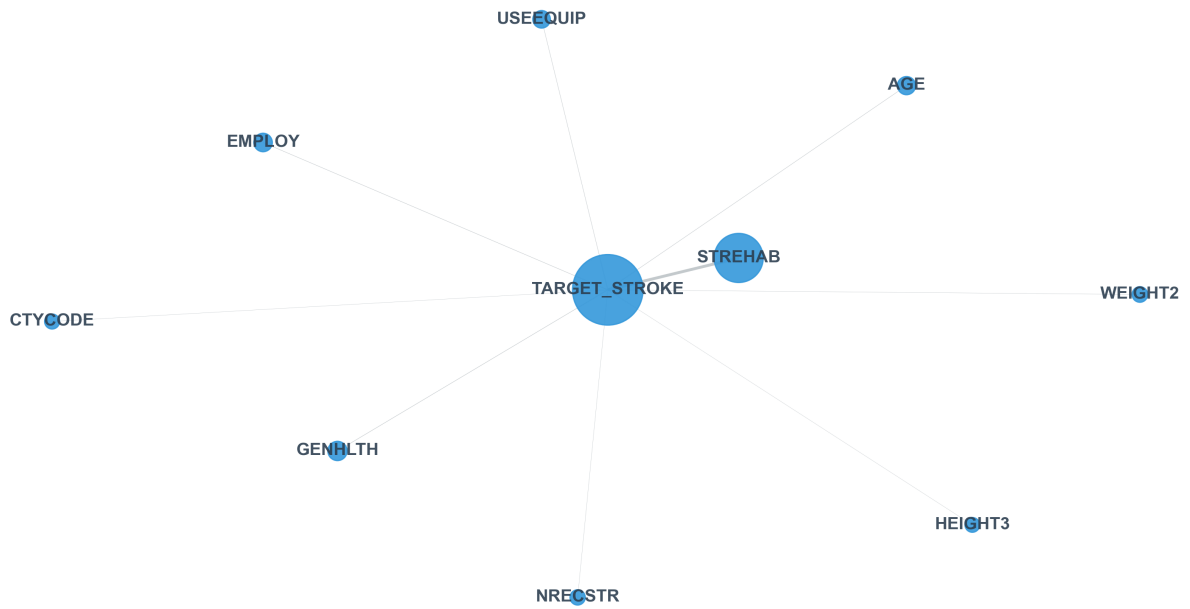 USEEQUIP
AGE
EMPLOY
STREHAB
TARGET_STROKE
WEIGHT2
CTYCODE
GENHLTH
HEIGHT3
NRECSTR